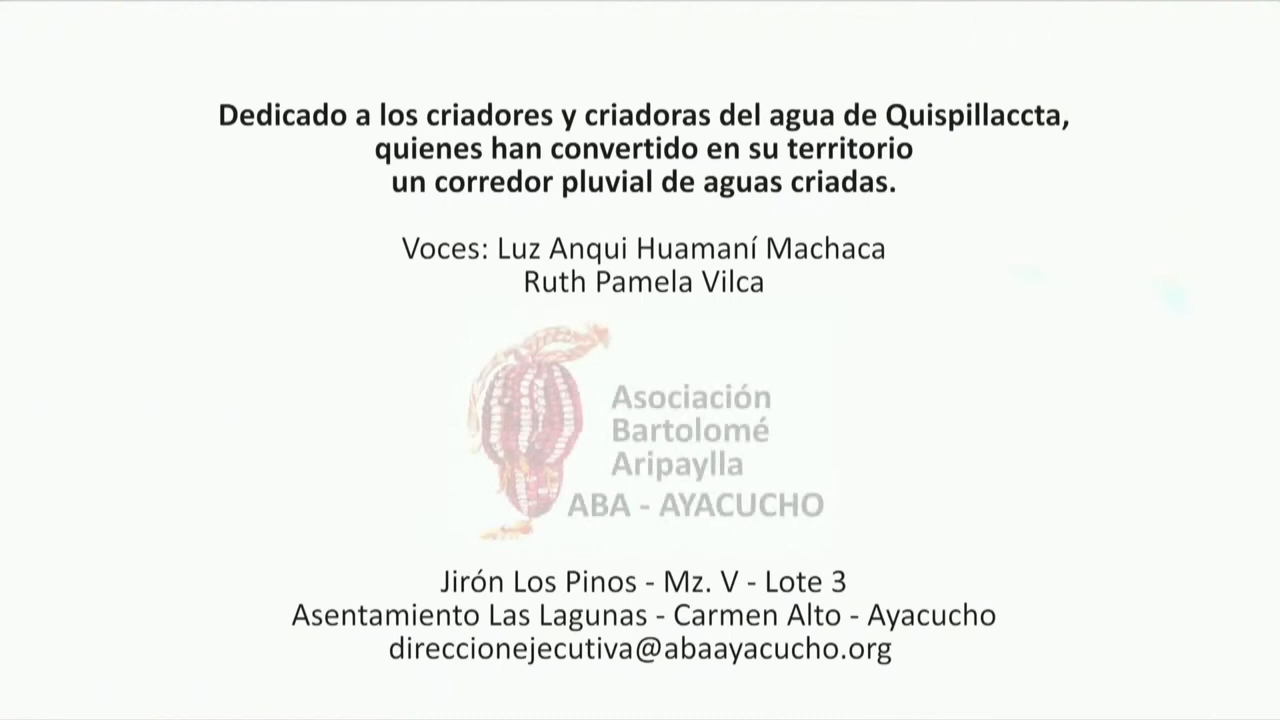 Dedicado a los criadores y criadoras del agua de Quispillaccta,
quienes han convertido en su territorio
un corredor pluvial de aguas criadas.
Voces: Luz Anqui Huamaní Machaca
Ruth Pamela Vilca
Asociación
Bartolomé
Aripaylla
ABA - AYACUCHO
Jirón Los Pinos - Mz. V - Lote 3
Asentamiento Las Lagunas - Carmen Alto - Ayacucho
direccionejecutiva@abaayacucho.org